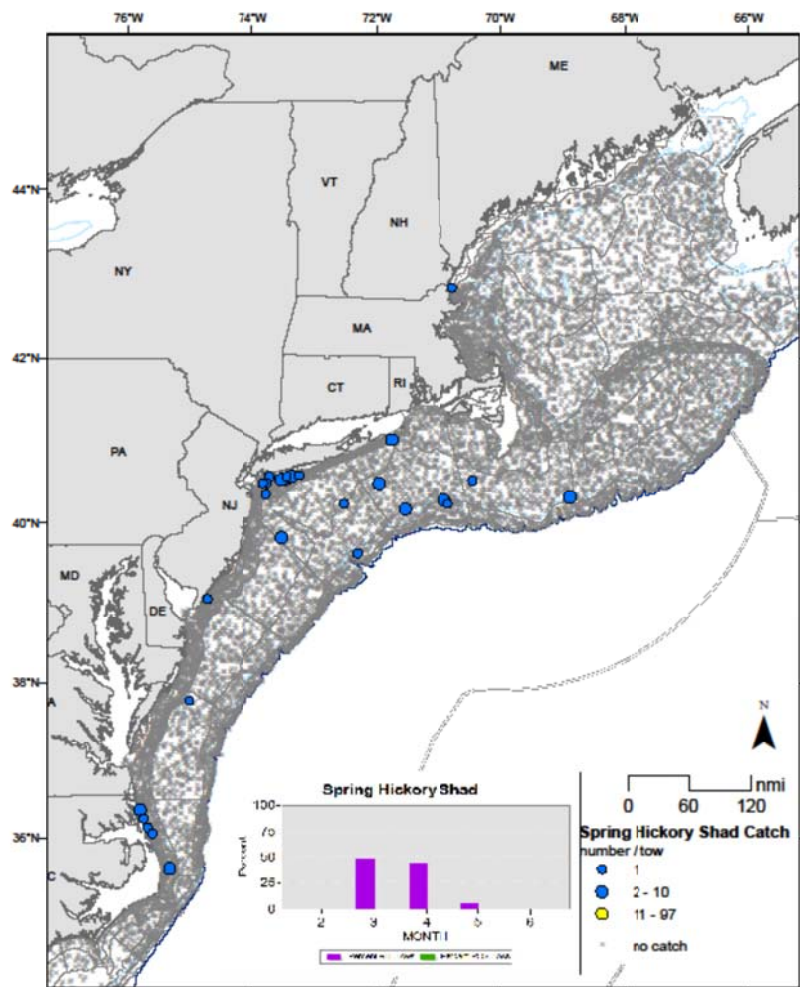 76°W 74°W 72°W 70°W 68°W 66°W
ME
44°N
VT
NH
NY
MA
42°N
CT
RI
PA
NJ
40°N
MD
DE
38°N
A
N
0 60 120 nmi
36°N
C
Spring Hickory Shad
100
75
50
25
0
Percent
2 3 4 5 6
MONTH
Spring Hickory Shad Catch
number / tow
1
2 - 10
11 - 97
no catch